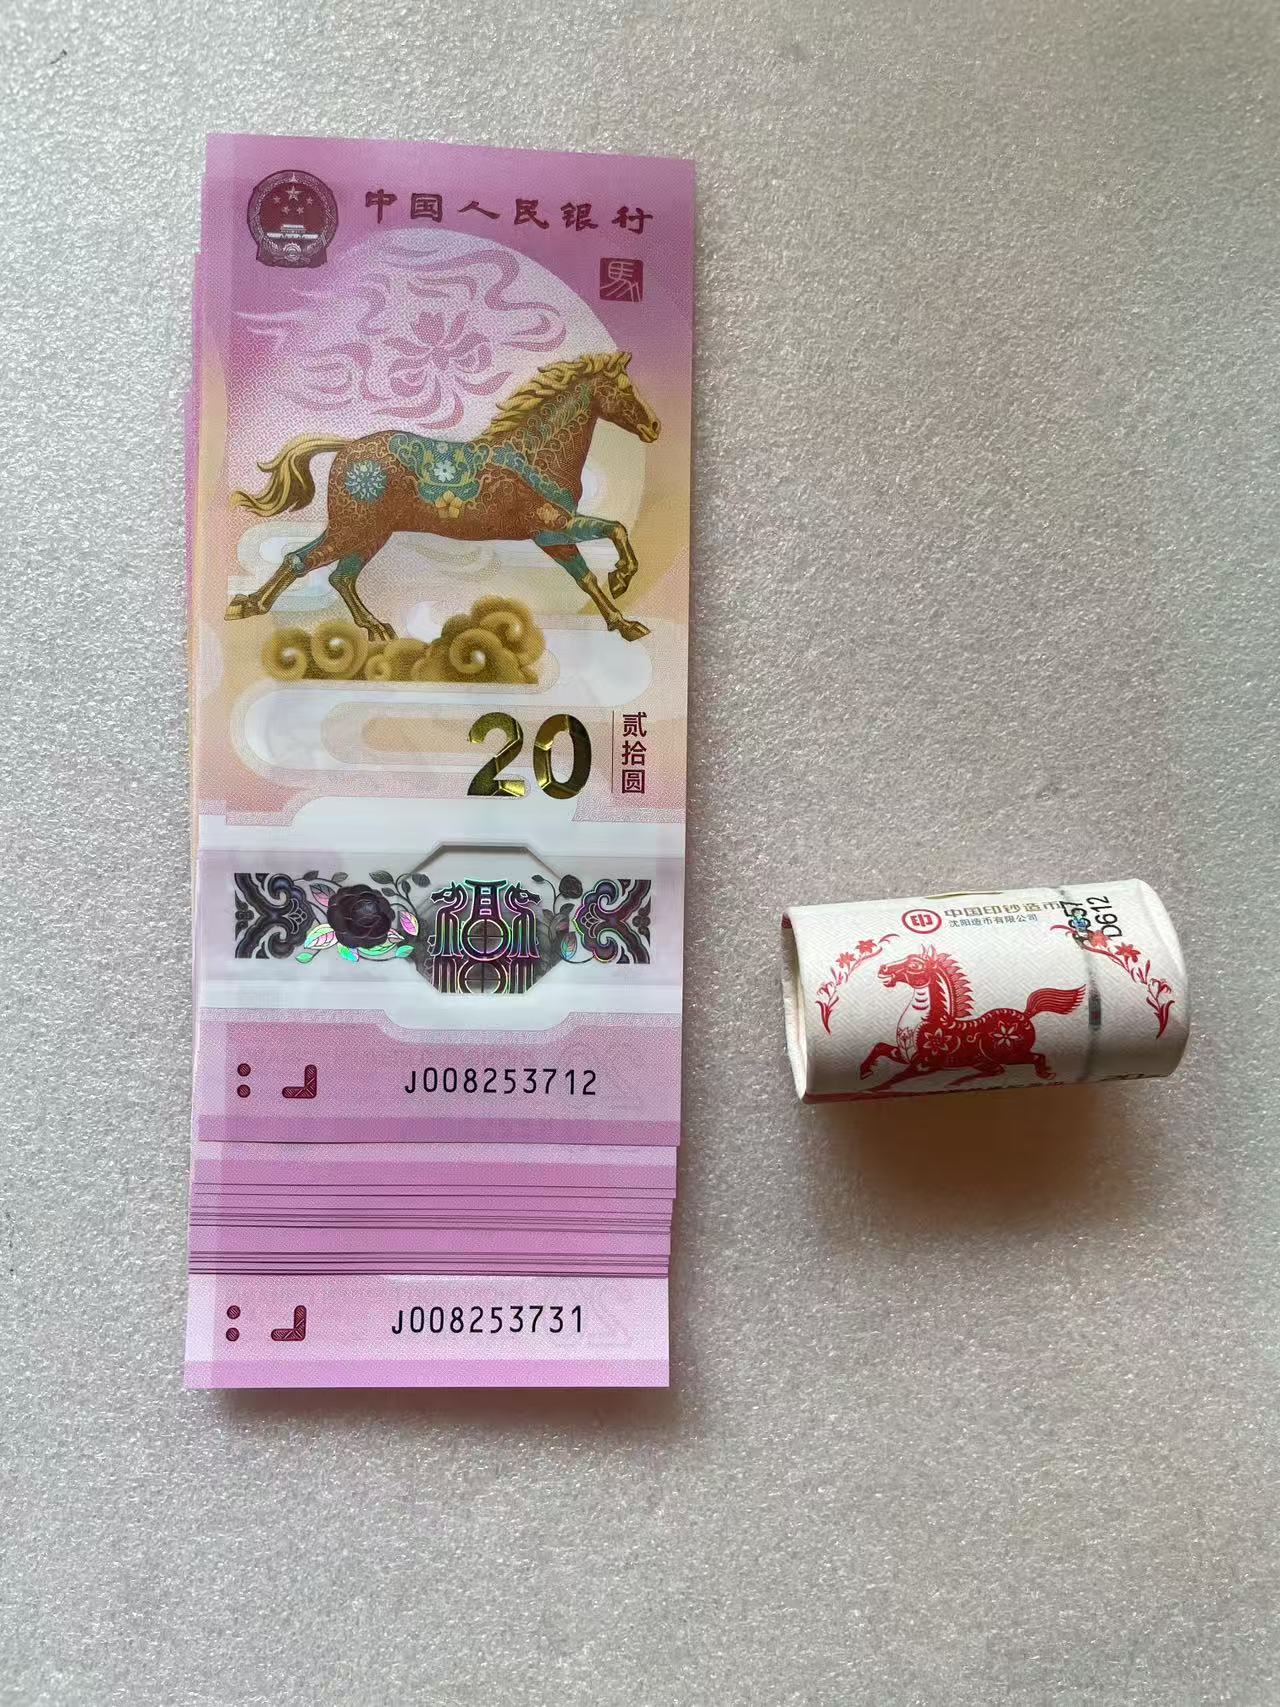 中国人民银行
馬
20
贰拾圆
J008253712
J008253731
中国印钞造币
沈阳造币有限公司
D612